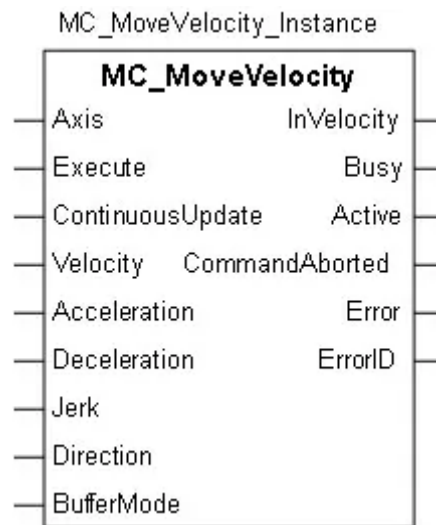 MC_MoveVelocity_Instance
MC_MoveVelocity
Axis InVelocity
Execute Busy
ContinuousUpdate Active
Velocity CommandAborted
Acceleration Error
Deceleration ErrorID
Jerk
Direction
BufferMode